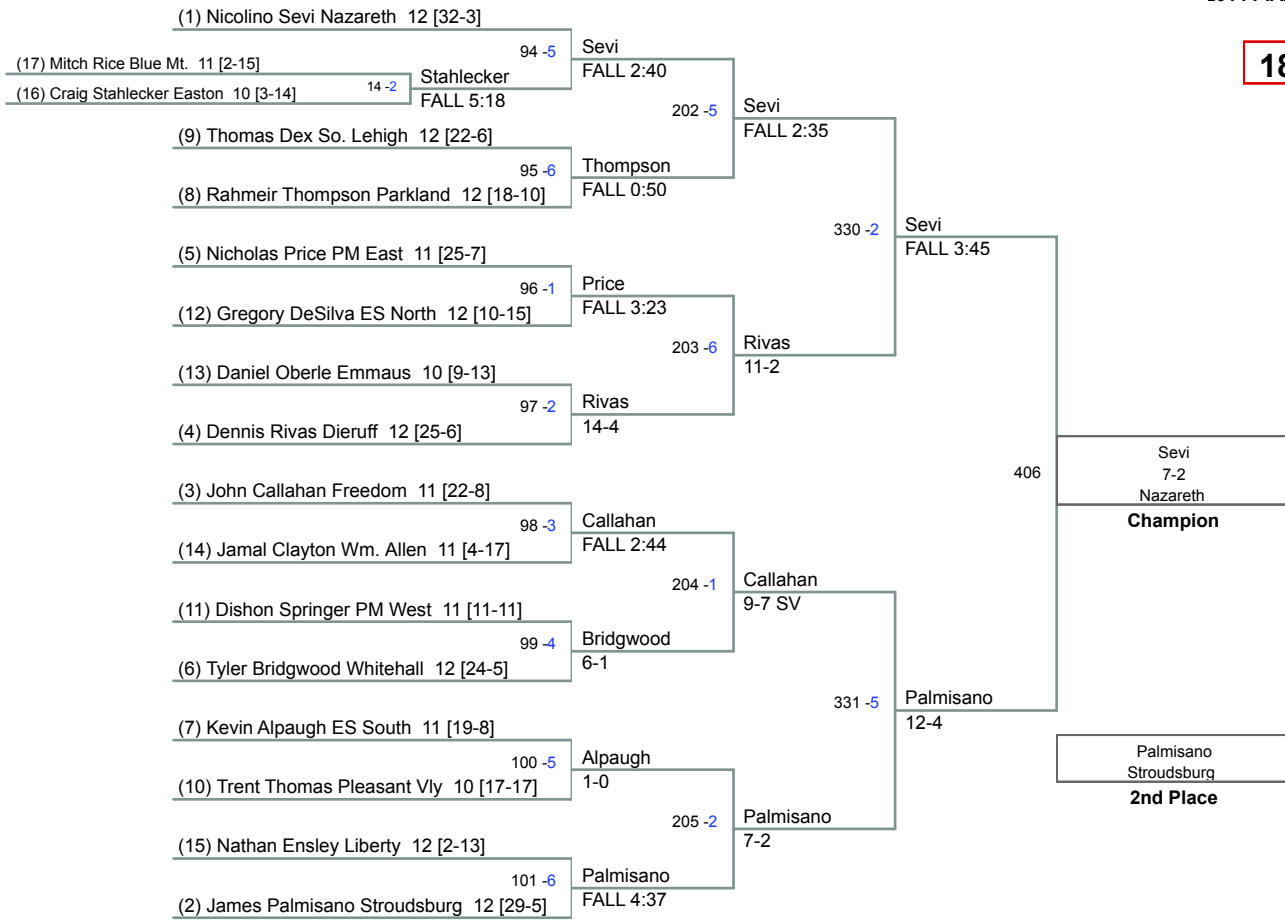 (1) Nicolino Sevi Nazareth 12 [32-3]
94 -5
Sevi
FALL 2:40
(17) Mitch Rice Blue Mt. 11 [2-15]
14 -2
Stahlecker
FALL 5:18
(16) Craig Stahlecker Easton 10 [3-14]
18
202 -5
Sevi
FALL 2:35
(9) Thomas Dex So. Lehigh 12 [22-6]
95 -6
Thompson
FALL 0:50
(8) Rahmeir Thompson Parkland 12 [18-10]
330 -2
Sevi
FALL 3:45
(5) Nicholas Price PM East 11 [25-7]
96 -1
Price
FALL 3:23
(12) Gregory DeSilva ES North 12 [10-15]
203 -6
Rivas
11-2
(13) Daniel Oberle Emmaus 10 [9-13]
97 -2
Rivas
14-4
(4) Dennis Rivas Dieruff 12 [25-6]
406
Sevi
7-2
Nazareth
Champion
(3) John Callahan Freedom 11 [22-8]
98 -3
Callahan
FALL 2:44
(14) Jamal Clayton Wm. Allen 11 [4-17]
204 -1
Callahan
9-7 SV
(11) Dishon Springer PM West 11 [11-11]
99 -4
Bridgwood
6-1
(6) Tyler Bridgwood Whitehall 12 [24-5]
331 -5
Palmisano
12-4
(7) Kevin Alpaugh ES South 11 [19-8]
100 -5
Alpaugh
1-0
(10) Trent Thomas Pleasant Vly 10 [17-17]
Palmisano
Stroudsburg
2nd Place
205 -2
Palmisano
7-2
(15) Nathan Ensley Liberty 12 [2-13]
101 -6
Palmisano
FALL 4:37
(2) James Palmisano Stroudsburg 12 [29-5]